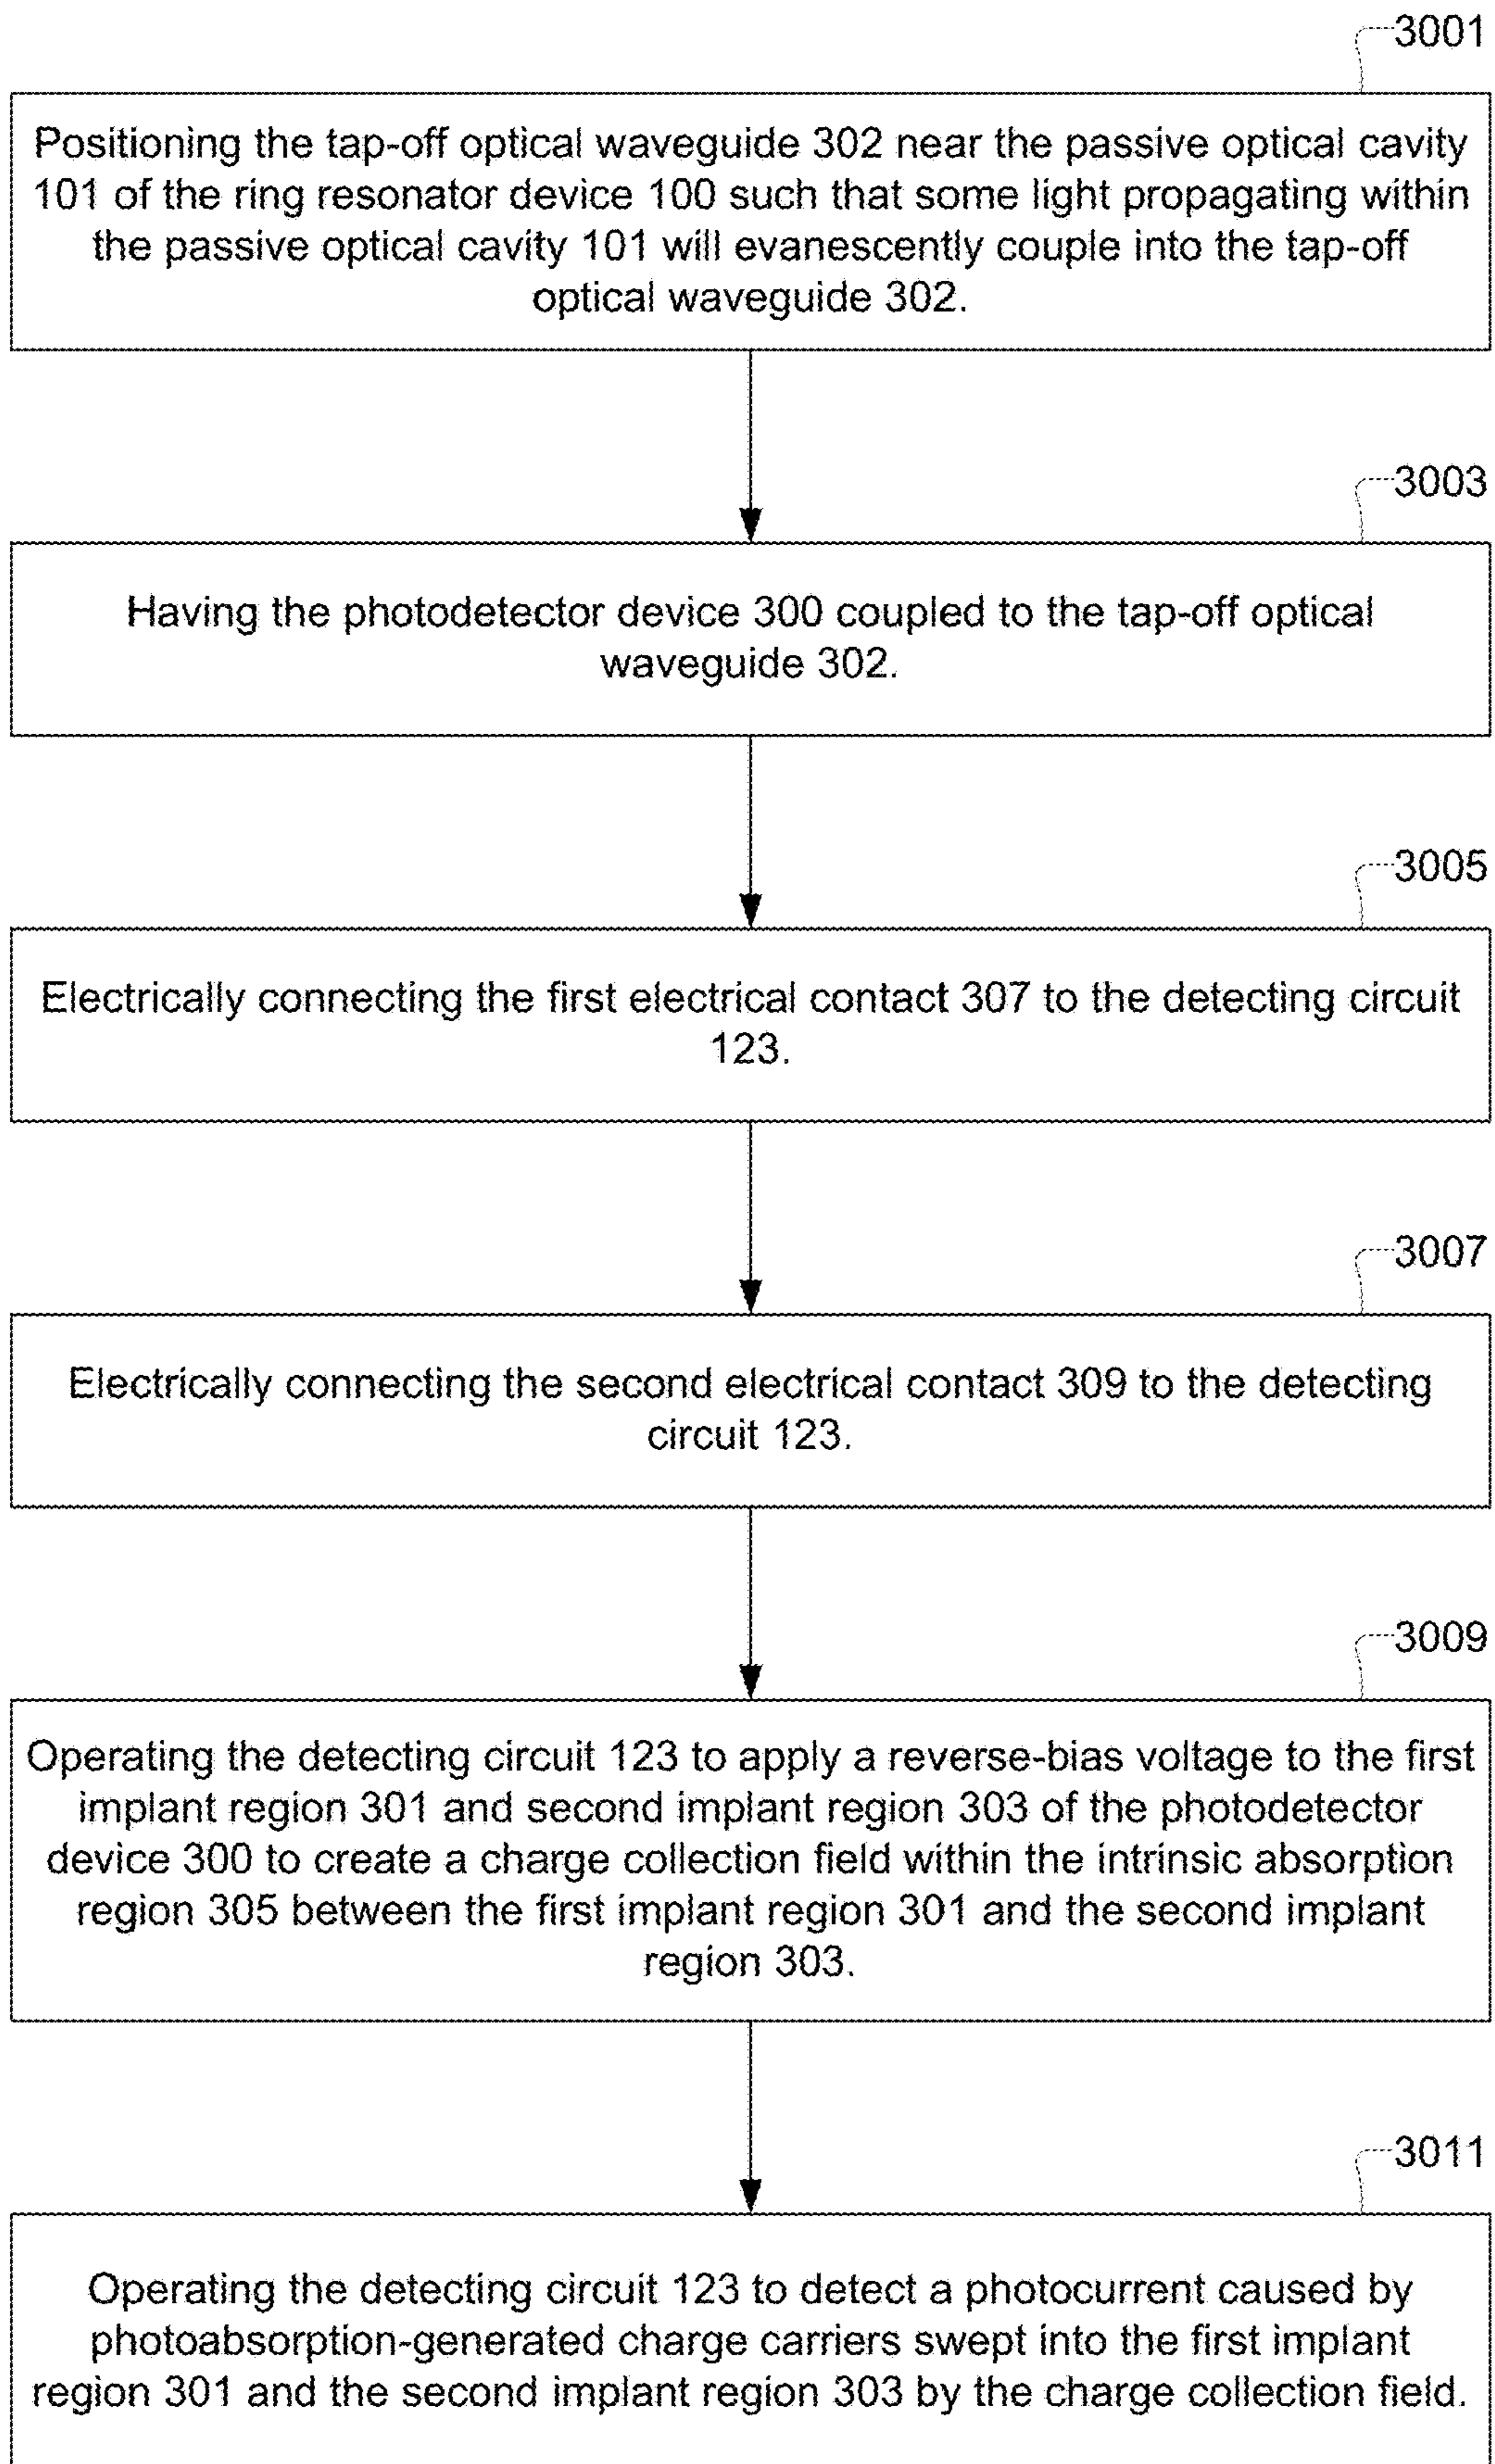 3001
Positioning the tap-off optical waveguide 302 near the passive optical cavity
101 of the ring resonator device 100 such that some light propagating within
the passive optical cavity 101 will evanescently couple into the tap-off
optical waveguide 302.
3003
Having the photodetector device 300 coupled to the tap-off optical
waveguide 302.
3005
Electrically connecting the first electrical contact 307 to the detecting circuit
123.
3007
Electrically connecting the second electrical contact 309 to the detecting
circuit 123.
3009
Operating the detecting circuit 123 to apply a reverse-bias voltage to the first
implant region 301 and second implant region 303 of the photodetector
device 300 to create a charge collection field within the intrinsic absorption
region 305 between the first implant region 301 and the second implant
region 303.
3011
Operating the detecting circuit 123 to detect a photocurrent caused by
photoabsorption-generated charge carriers swept into the first implant
region 301 and the second implant region 303 by the charge collection field.